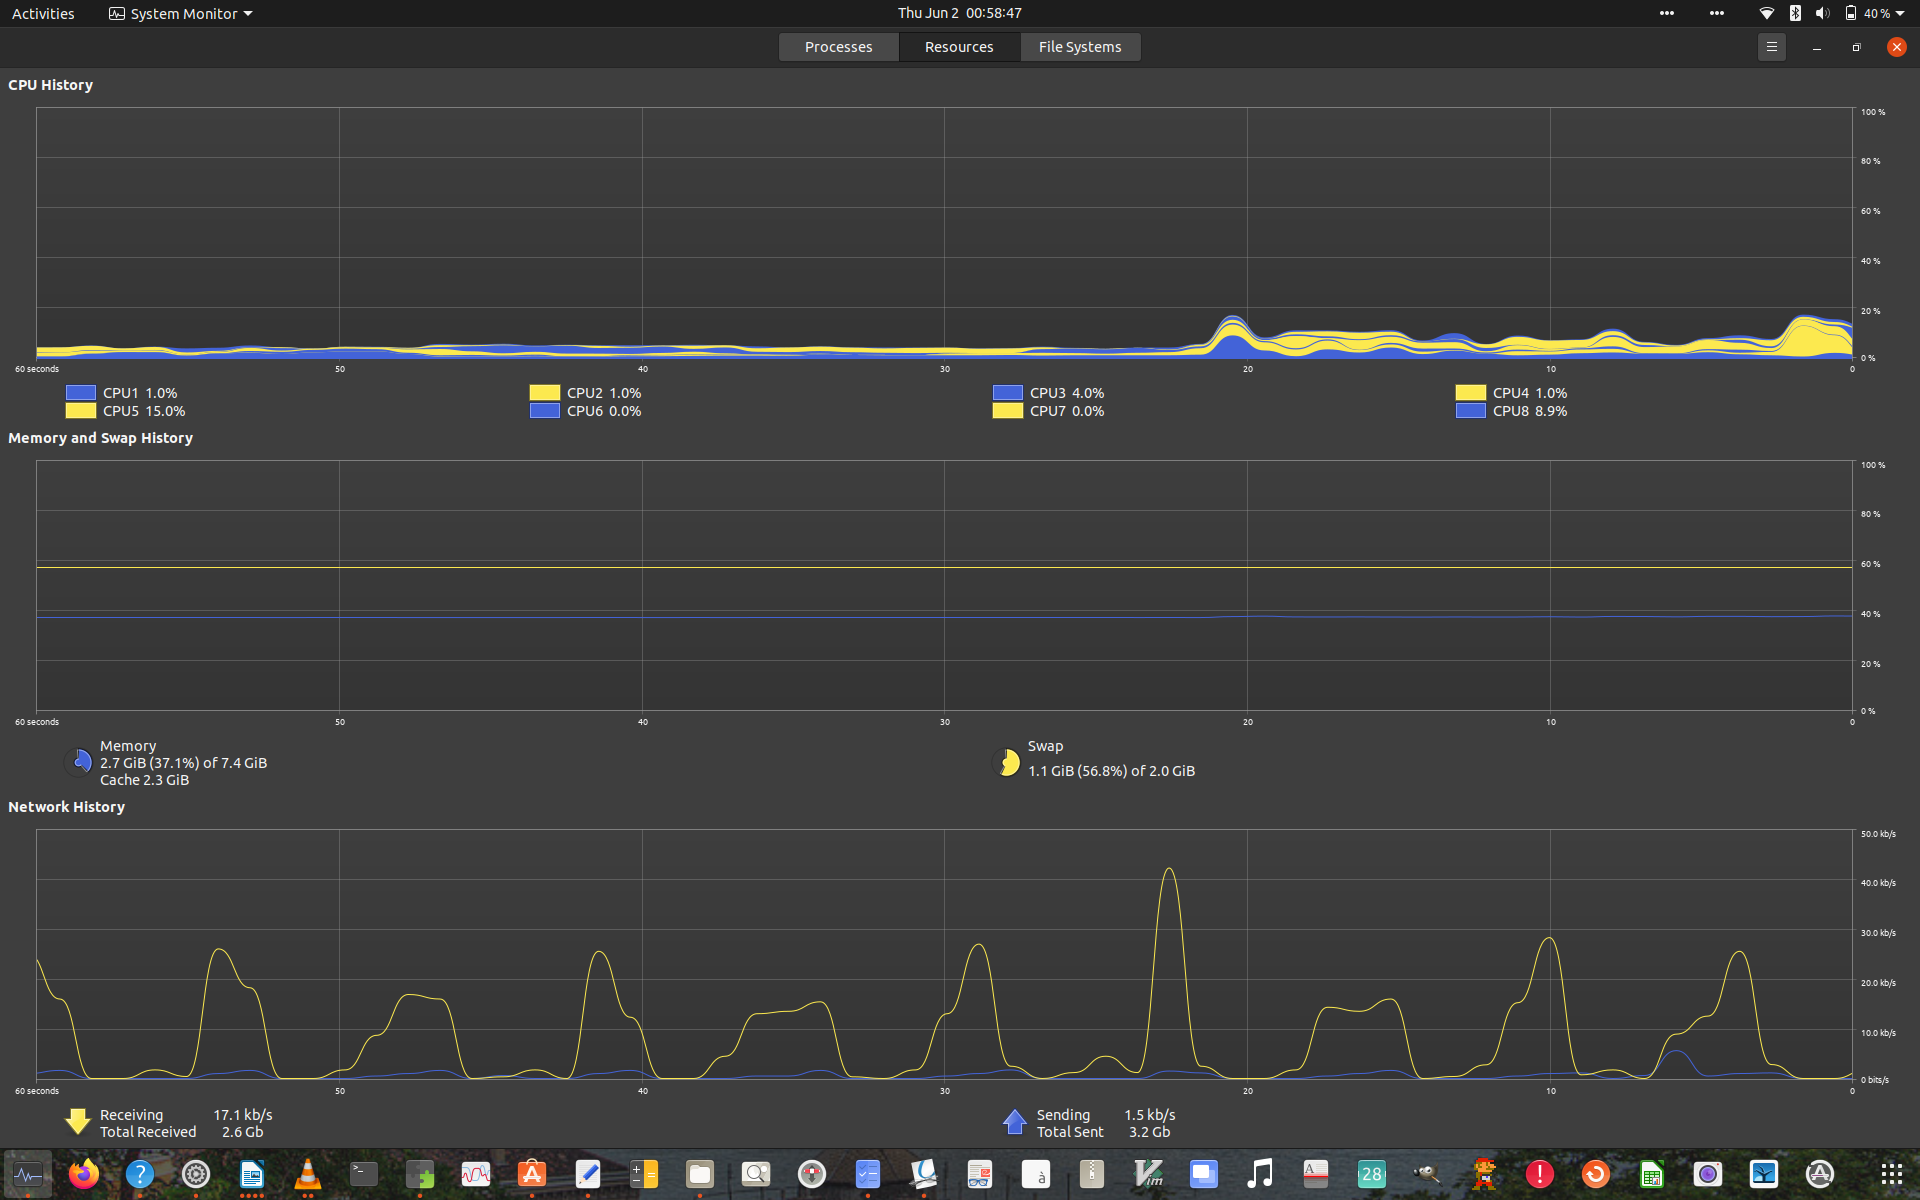 Activities System Monitor Thu Jun 2 00:58:47 40 %
Processes Resources File Systems
CPU History
100 %
80 %
60 %
40 %
20 %
0 %
60 seconds 50 40 30 20 10 0
CPU1 1.0% CPU2 1.0% CPU3 4.0% CPU4 1.0%
CPU5 15.0% CPU6 0.0% CPU7 0.0% CPU8 8.9%
Memory and Swap History
100 %
80 %
60 %
40 %
20 %
0 %
60 seconds 50 40 30 20 10 0
Memory
2.7 GiB (37.1%) of 7.4 GiB
Cache 2.3 GiB
Swap
1.1 GiB (56.8%) of 2.0 GiB
Network History
50.0 kb/s
40.0 kb/s
30.0 kb/s
20.0 kb/s
10.0 kb/s
0 bits/s
60 seconds 50 40 30 20 10 0
Receiving 17.1 kb/s Sending 1.5 kb/s
Total Received 2.6 Gb Total Sent 3.2 Gb
? >_ à Vim A 28 !